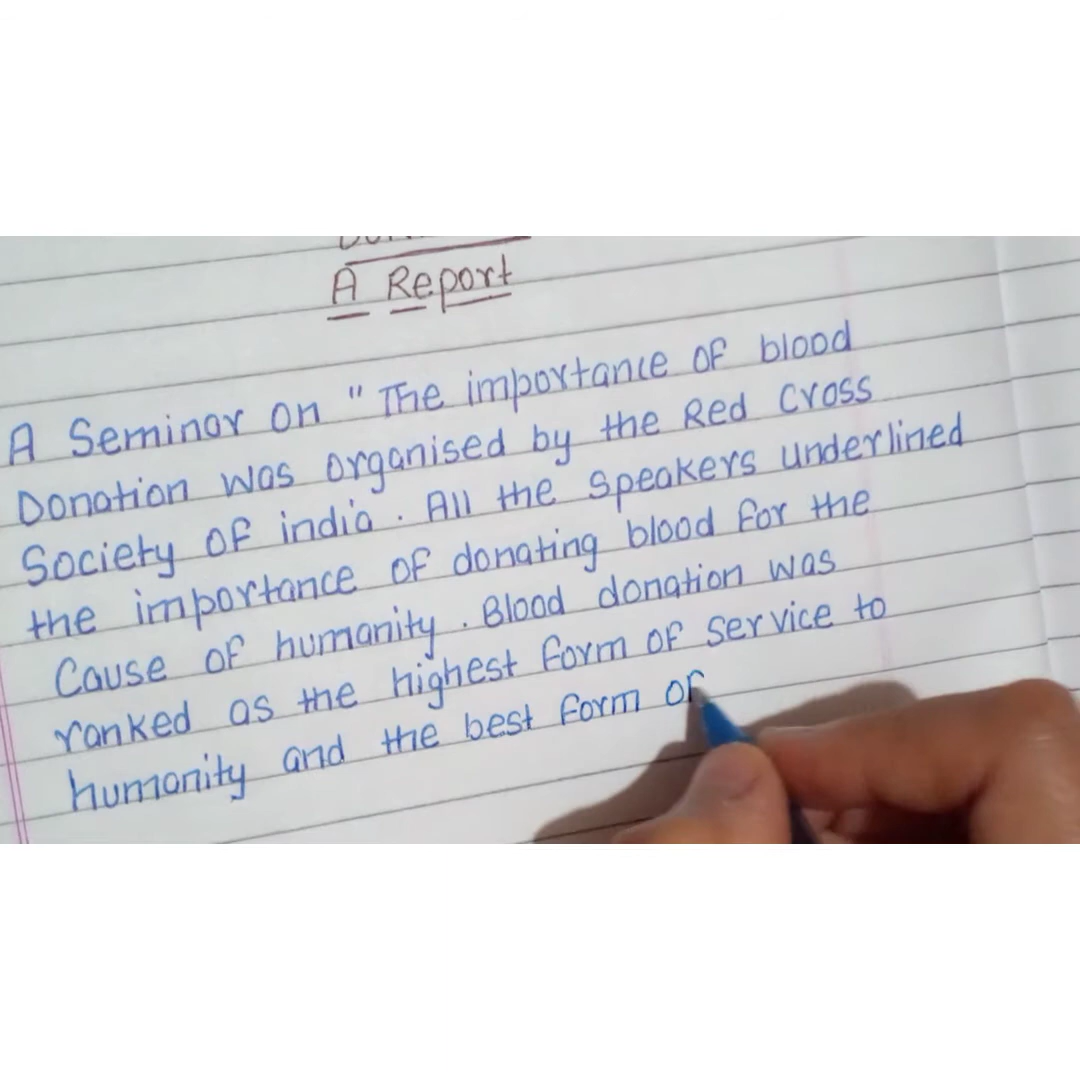 A Report
A Seminar on " The importance of blood
Donation was organised by the Red Cross
Society of india . All the speakers underlined
the importance of donating blood for the
Cause of humanity . Blood donation was
ranked as the highest form of service to
humanity and the best form of